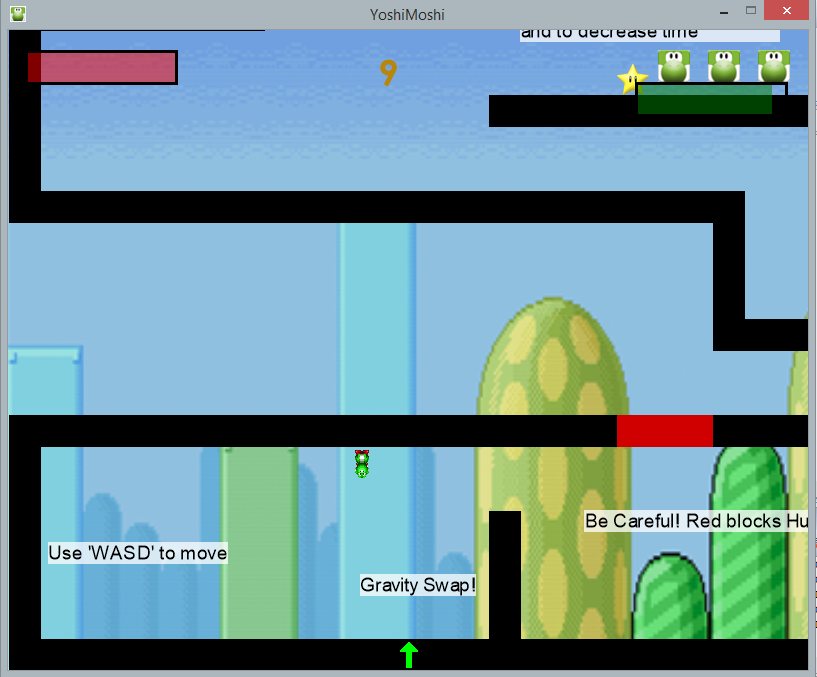 YoshiMoshi
and to decrease time
9
Be Careful! Red blocks Hu
Use 'WASD' to move
Gravity Swap!